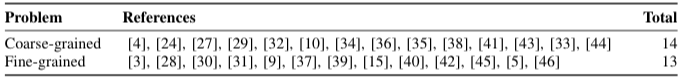 Problem References Total
Coarse-grained [4], [24], [27], [29], [32], [10], [34], [36], [35], [38], [41], [43], [33], [44] 14
Fine-grained [3], [28], [30], [31], [9], [37], [39], [15], [40], [42], [45], [5], [46] 13